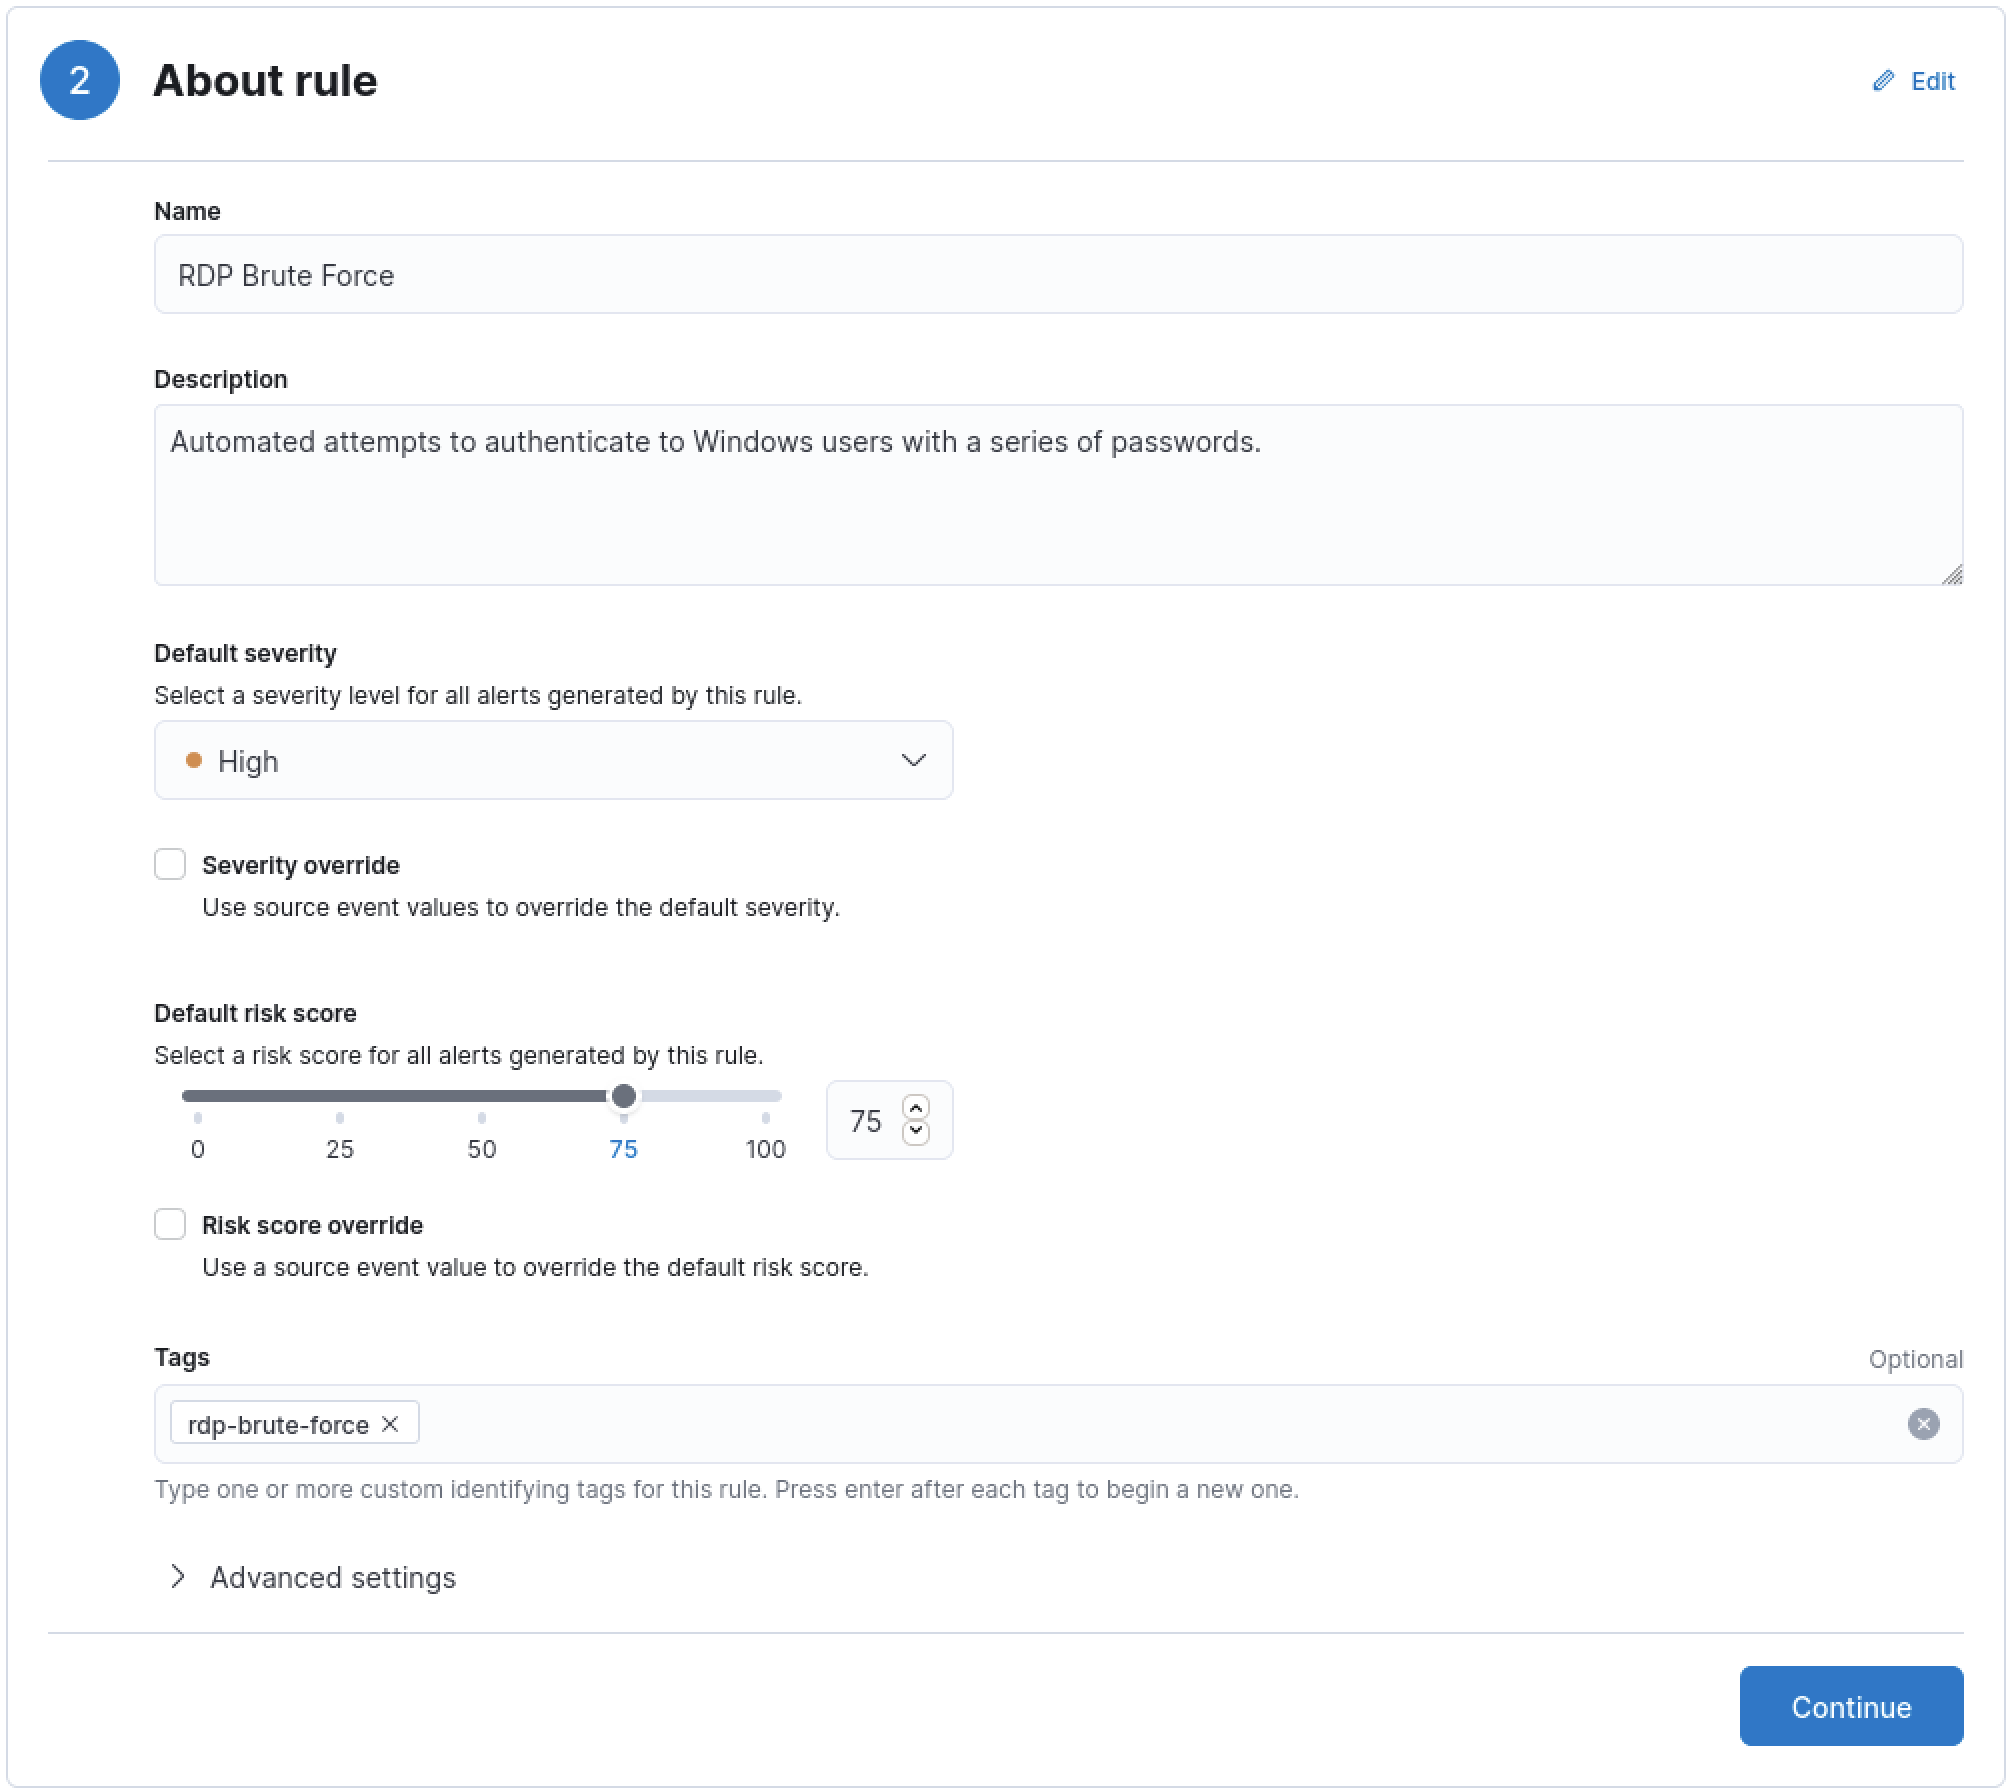 2
About rule
Edit
Name
RDP Brute Force
Description
Automated attempts to authenticate to Windows users with a series of passwords.
Default severity
Select a severity level for all alerts generated by this rule.
High
Severity override
Use source event values to override the default severity.
Default risk score
Select a risk score for all alerts generated by this rule.
0 25 50 75 100
75
Risk score override
Use a source event value to override the default risk score.
Tags
Optional
rdp-brute-force
Type one or more custom identifying tags for this rule. Press enter after each tag to begin a new one.
Advanced settings
Continue